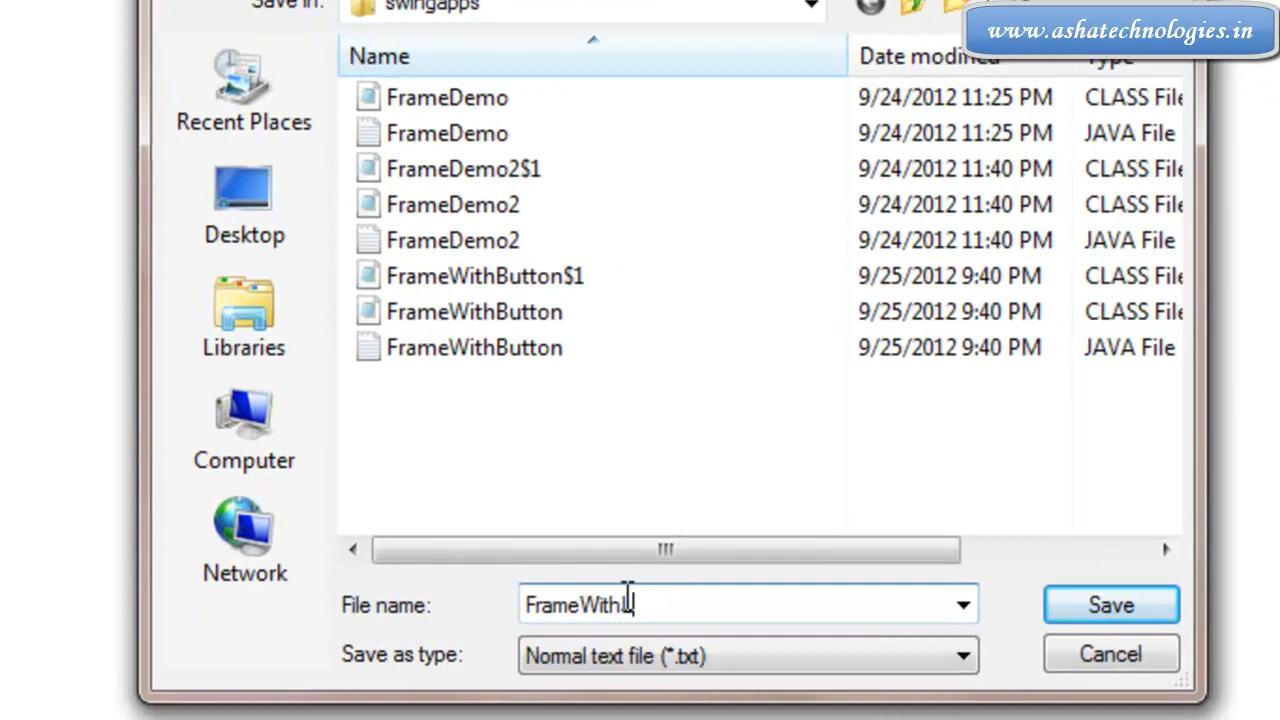 Save in:
swingapps
www.ashatechnologies.in
Name
Date modified
Type
Recent Places
Desktop
Libraries
Computer
Network
FrameDemo 9/24/2012 11:25 PM CLASS File
FrameDemo 9/24/2012 11:25 PM JAVA File
FrameDemo2$1 9/24/2012 11:40 PM CLASS File
FrameDemo2 9/24/2012 11:40 PM CLASS File
FrameDemo2 9/24/2012 11:40 PM JAVA File
FrameWithButton$1 9/25/2012 9:40 PM CLASS File
FrameWithButton 9/25/2012 9:40 PM CLASS File
FrameWithButton 9/25/2012 9:40 PM JAVA File
File name:
Save
Save as type: Normal text file (*.txt)
Cancel